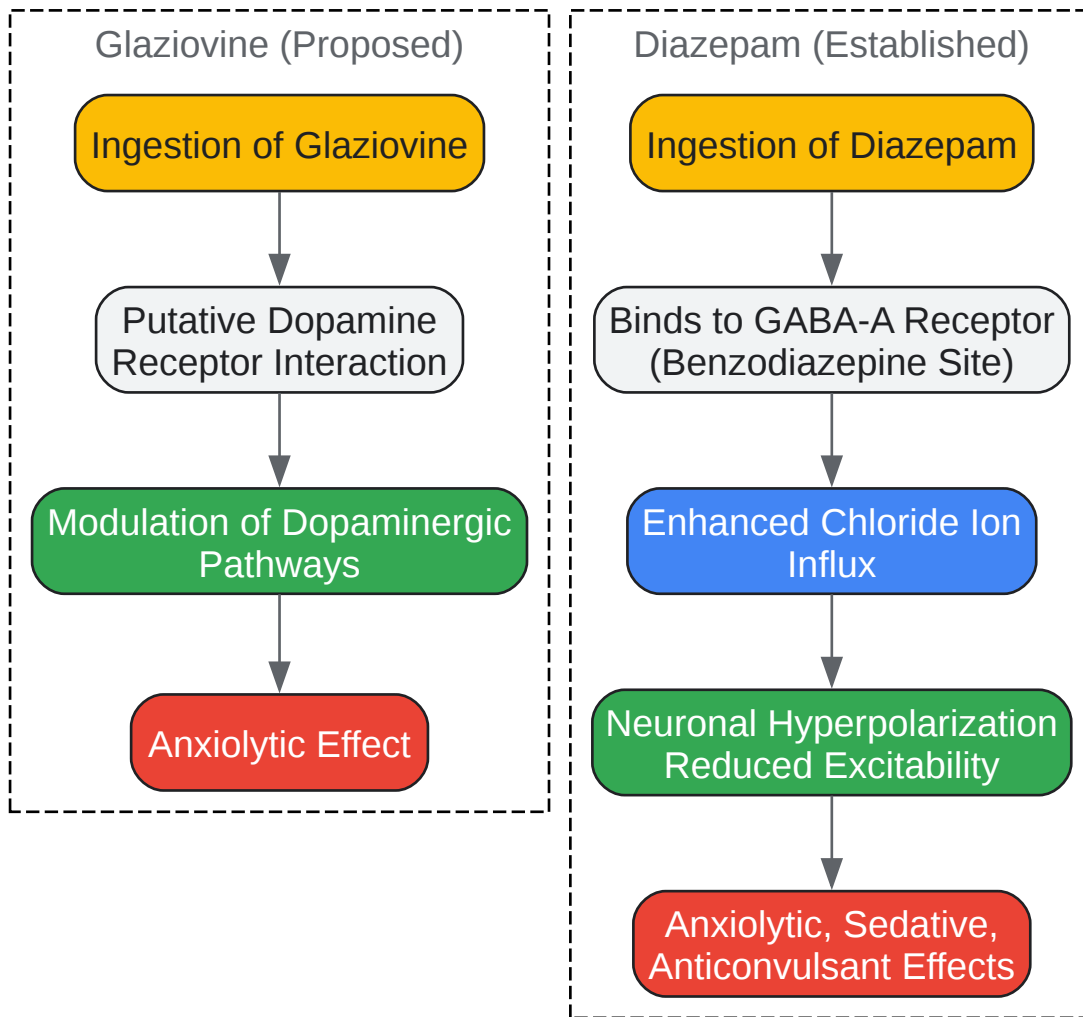 Glaziovine (Proposed)
Ingestion of Glaziovine
Putative Dopamine
Receptor Interaction
Modulation of Dopaminergic
Pathways
Anxiolytic Effect
Diazepam (Established)
Ingestion of Diazepam
Binds to GABA-A Receptor
(Benzodiazepine Site)
Enhanced Chloride Ion
Influx
Neuronal Hyperpolarization
Reduced Excitability
Anxiolytic, Sedative,
Anticonvulsant Effects